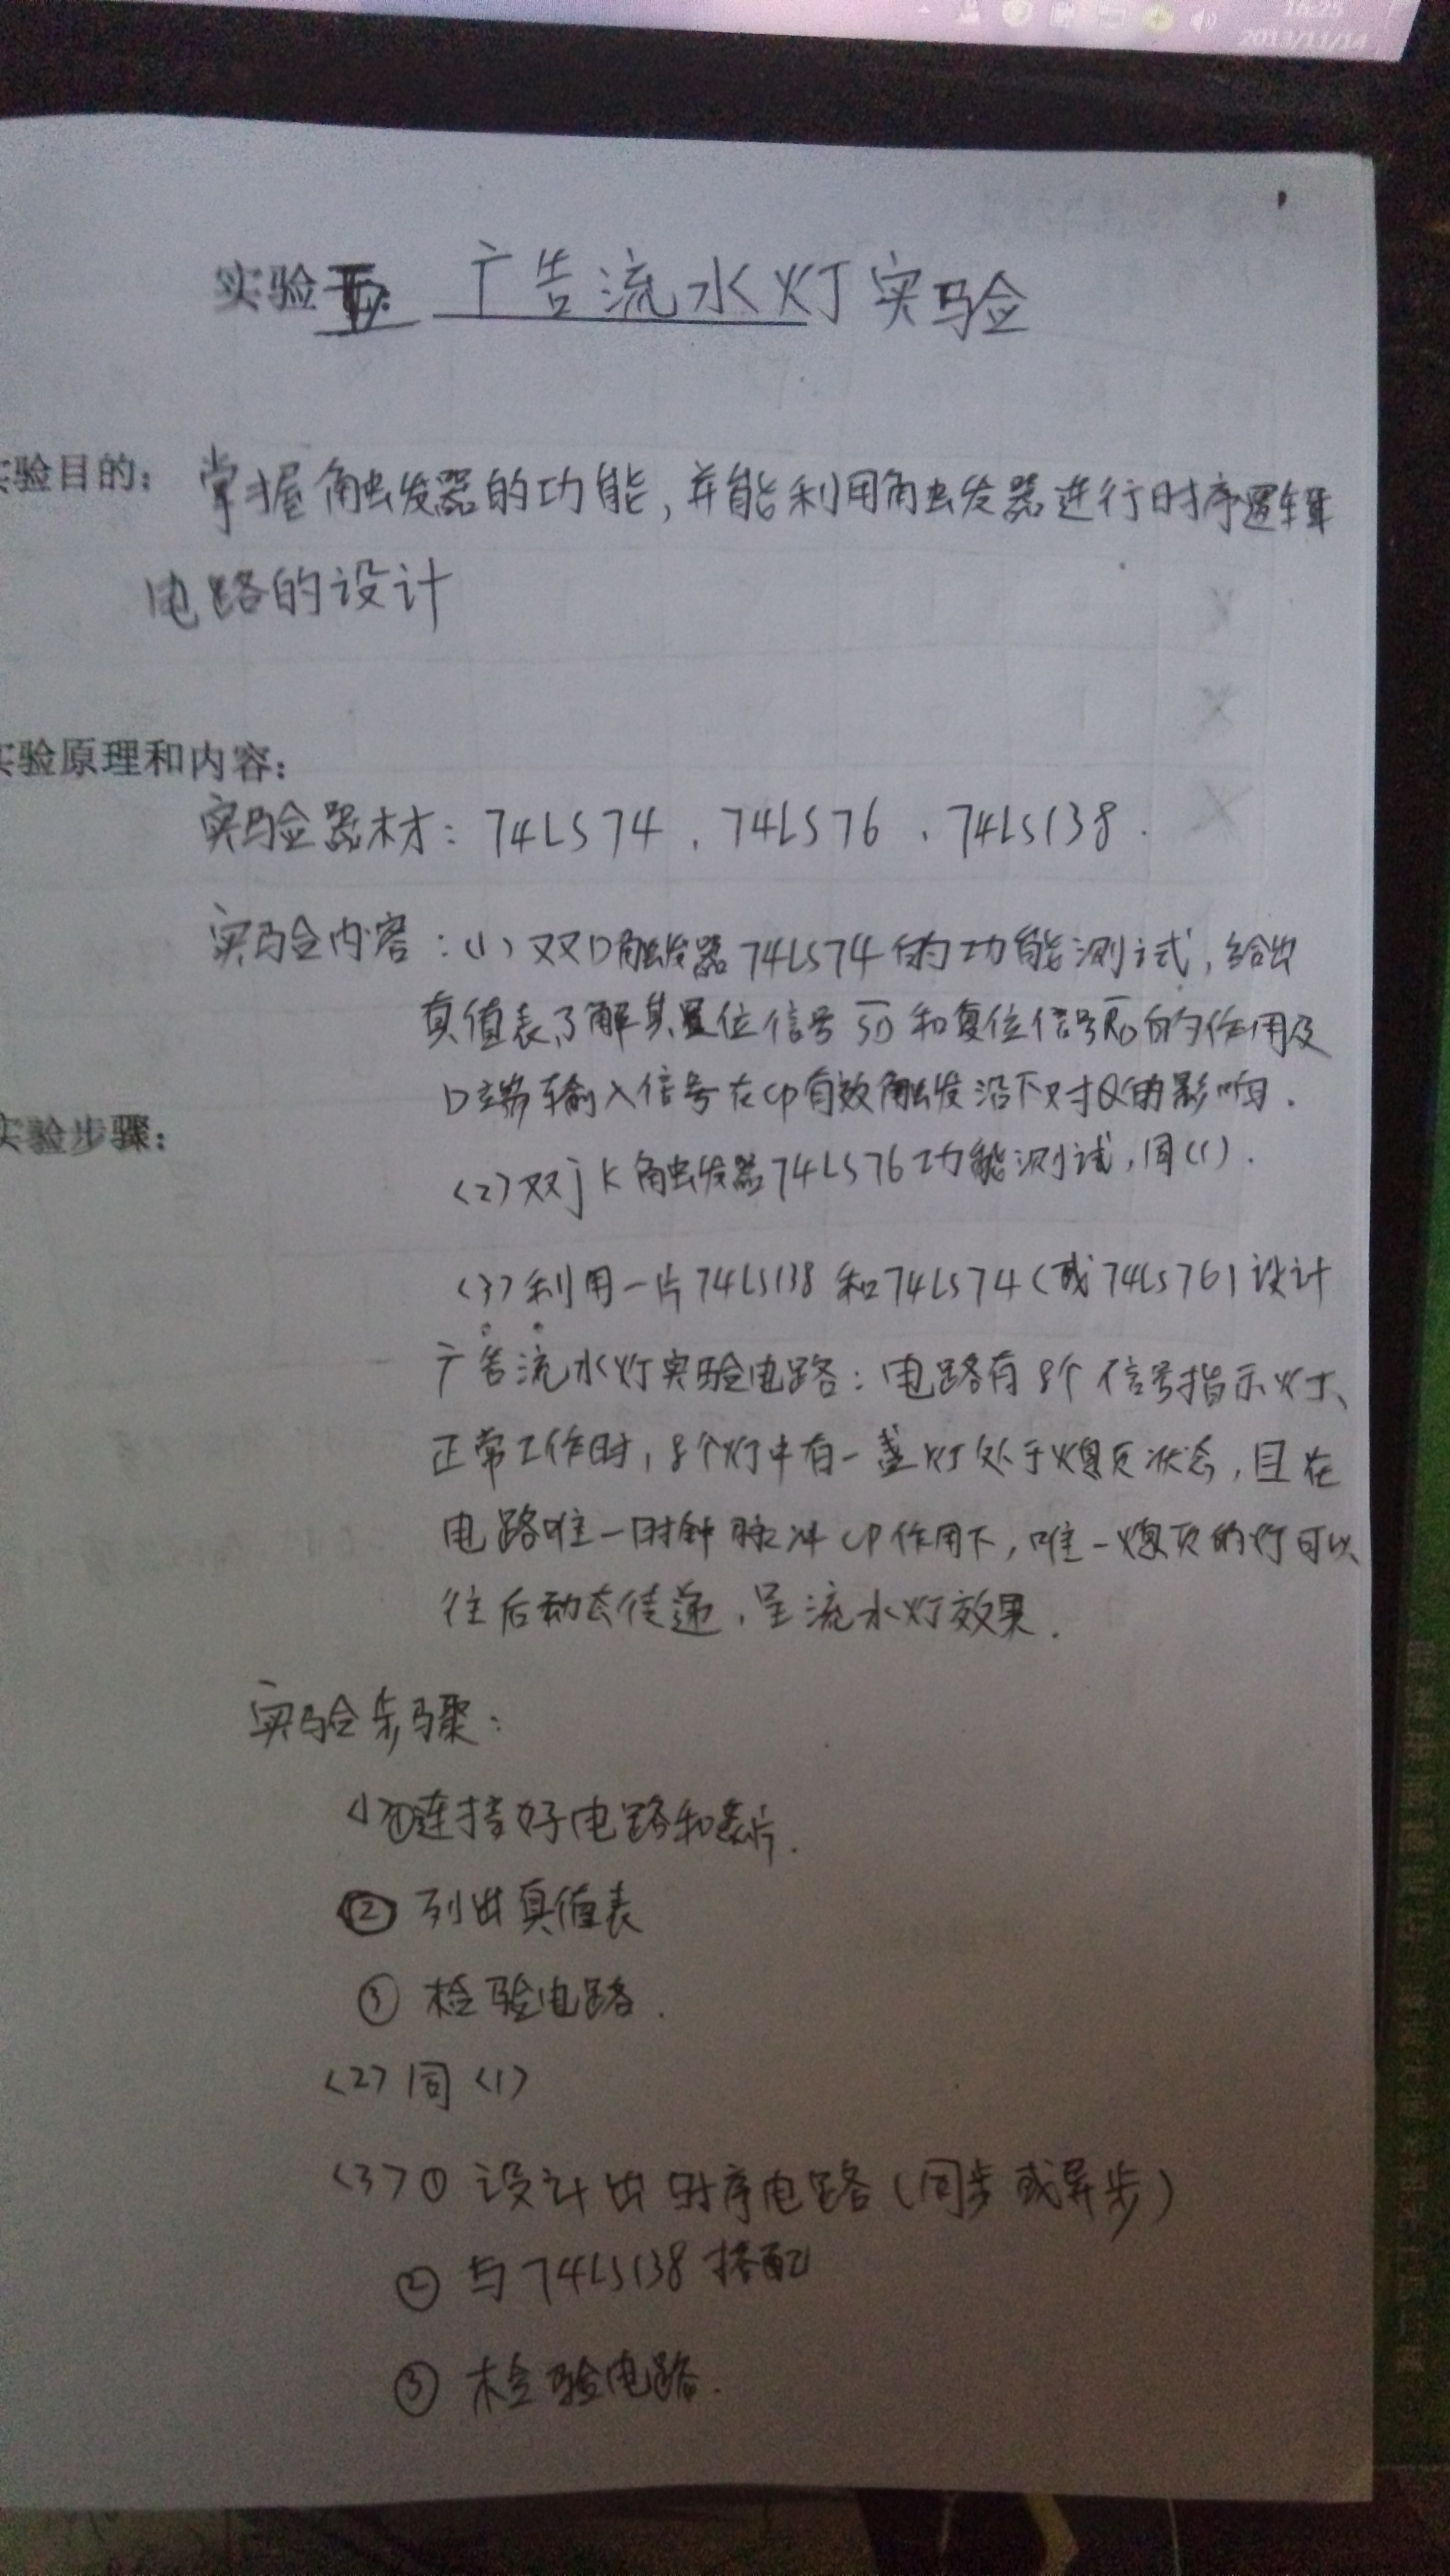 16:25
2013/11/14
实验五: 广告流水灯实验
实验目的: 掌握触发器的功能,并能利用触发器进行时序逻辑
电路的设计
实验原理和内容:
实验器材: 74LS74 、74LS76 、74LS138 .
实验内容:(1)双D触发器74LS74的功能测试,给出
真值表,了解其置位信号S̅D̅和复位信号R̅D̅的作用及
D端输入信号在CP有效触发沿下对Q的影响.
实验步骤:
(2)双jk触发器74LS76功能测试,同(1).
(3)利用一片74LS138和74LS74(或74LS76)设计
广告流水灯实验电路:电路有8个信号指示灯、
正常工作时,8个灯中有一盏灯处于熄灭状态,且在
电路唯一时钟脉冲CP作用下,唯一熄灭的灯可以
往后动态传递,呈流水灯效果.
实验步骤:
(1)①连接好电路和芯片.
② 列出真值表
③ 检验电路.
(2)同(1)
(3)① 设计出时序电路(同步或异步)
② 与74LS138搭配
③ 检验电路.